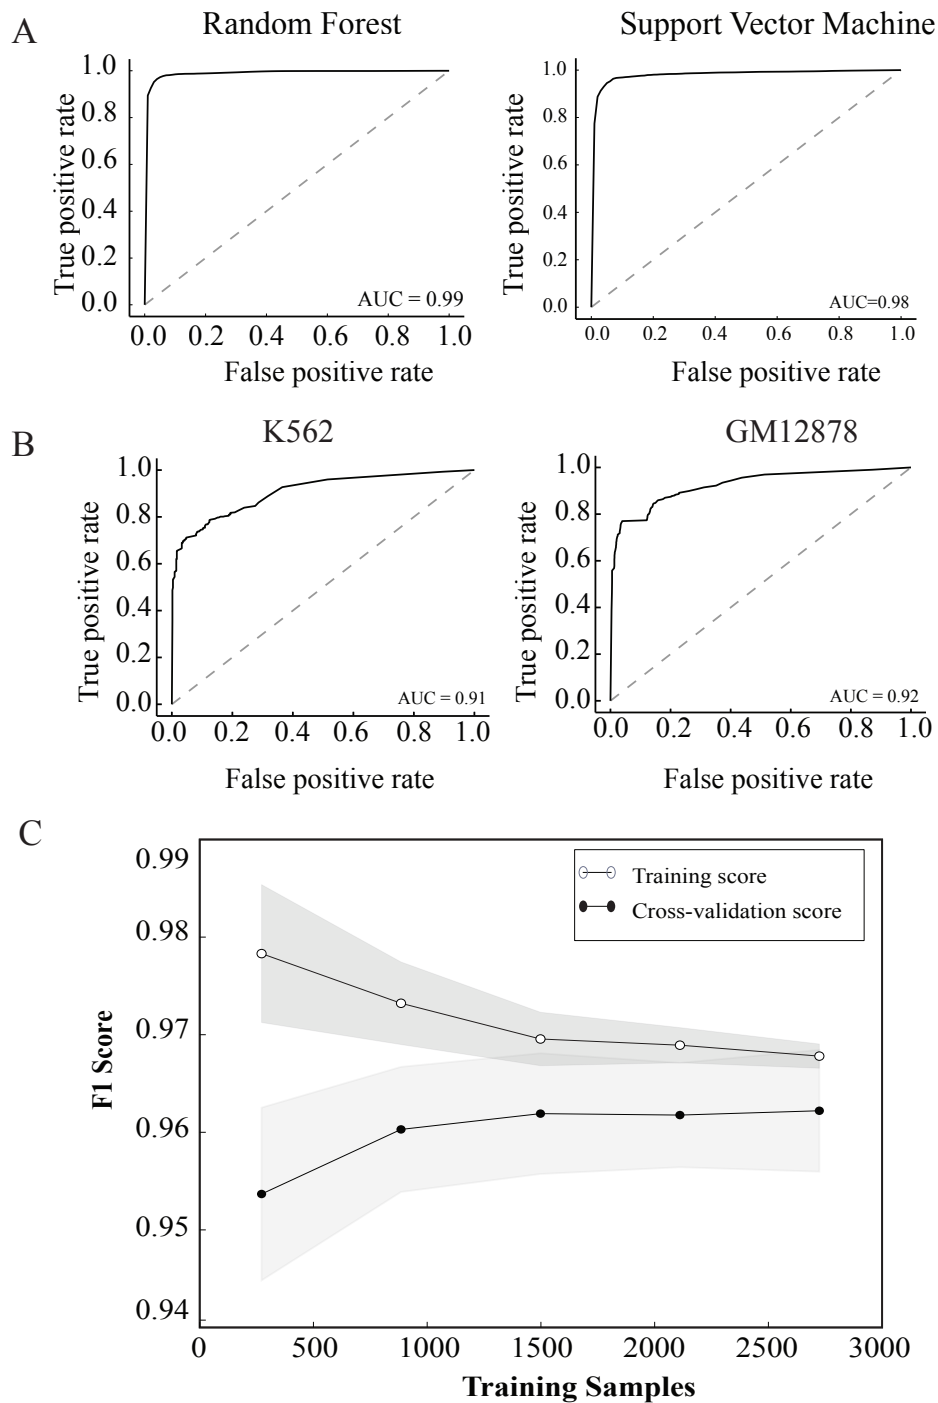 A
Random Forest
Support Vector Machine
True positive rate
1.0
0.8
0.6
0.4
0.2
0.0
AUC = 0.99
0.0 0.2 0.4 0.6 0.8 1.0
False positive rate
True positive rate
1.0
0.8
0.6
0.4
0.2
0.0
AUC=0.98
0.0 0.2 0.4 0.6 0.8 1.0
False positive rate
B
K562
GM12878
True positive rate
1.0
0.8
0.6
0.4
0.2
0.0
AUC = 0.91
0.0 0.2 0.4 0.6 0.8 1.0
False positive rate
True positive rate
1.0
0.8
0.6
0.4
0.2
0.0
AUC = 0.92
0.0 0.2 0.4 0.6 0.8 1.0
False positive rate
C
F1 Score
0.99
0.98
0.97
0.96
0.95
0.94
Training score
Cross-validation score
0 500 1000 1500 2000 2500 3000
Training Samples